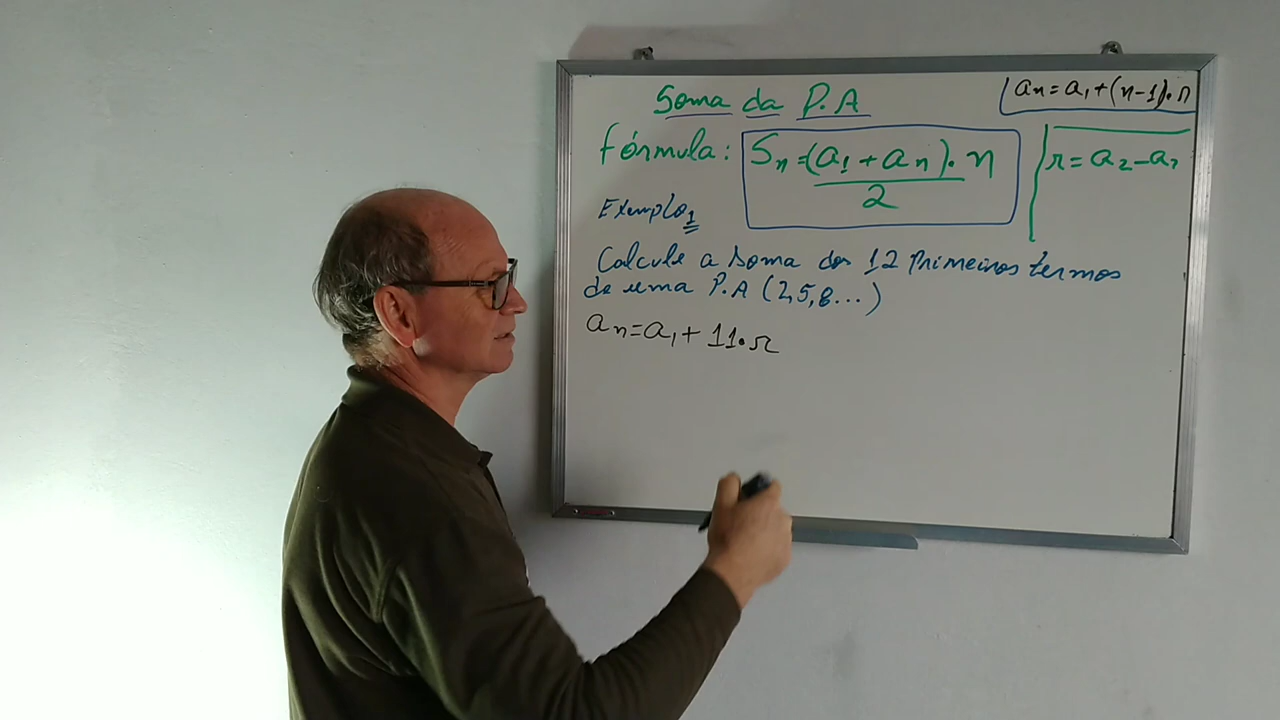 Soma da P.A
an=a1+(n-1).r
fórmula: Sn=(a1+an).n
2
r=a2-a1
Exemplo1
Calcule a soma dos 12 Primeiros termos
de uma P.A (2,5,8...)
an=a1+11.r